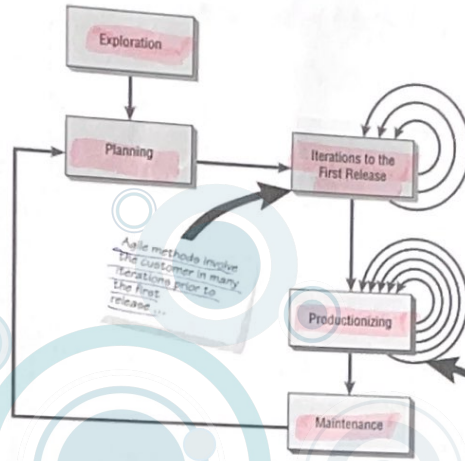 Exploration
Planning
Iterations to the
First Release
Agile methods involve
the customer in many
iterations prior to
the first
release ...
Productionizing
Maintenance